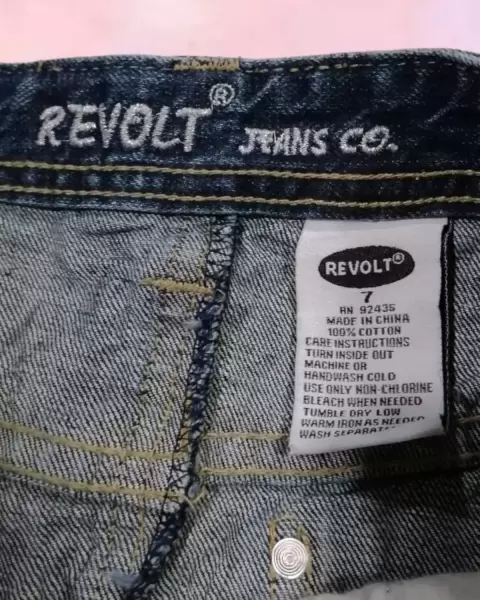 REVOLT®
JEANS CO.
REVOLT®
7
RN 92435
MADE IN CHINA
100% COTTON
CARE INSTRUCTIONS
TURN INSIDE OUT
MACHINE OR
HANDWASH COLD
USE ONLY NON-CHLORINE
BLEACH WHEN NEEDED
TUMBLE DRY LOW
WARM IRON AS NEEDED
WASH